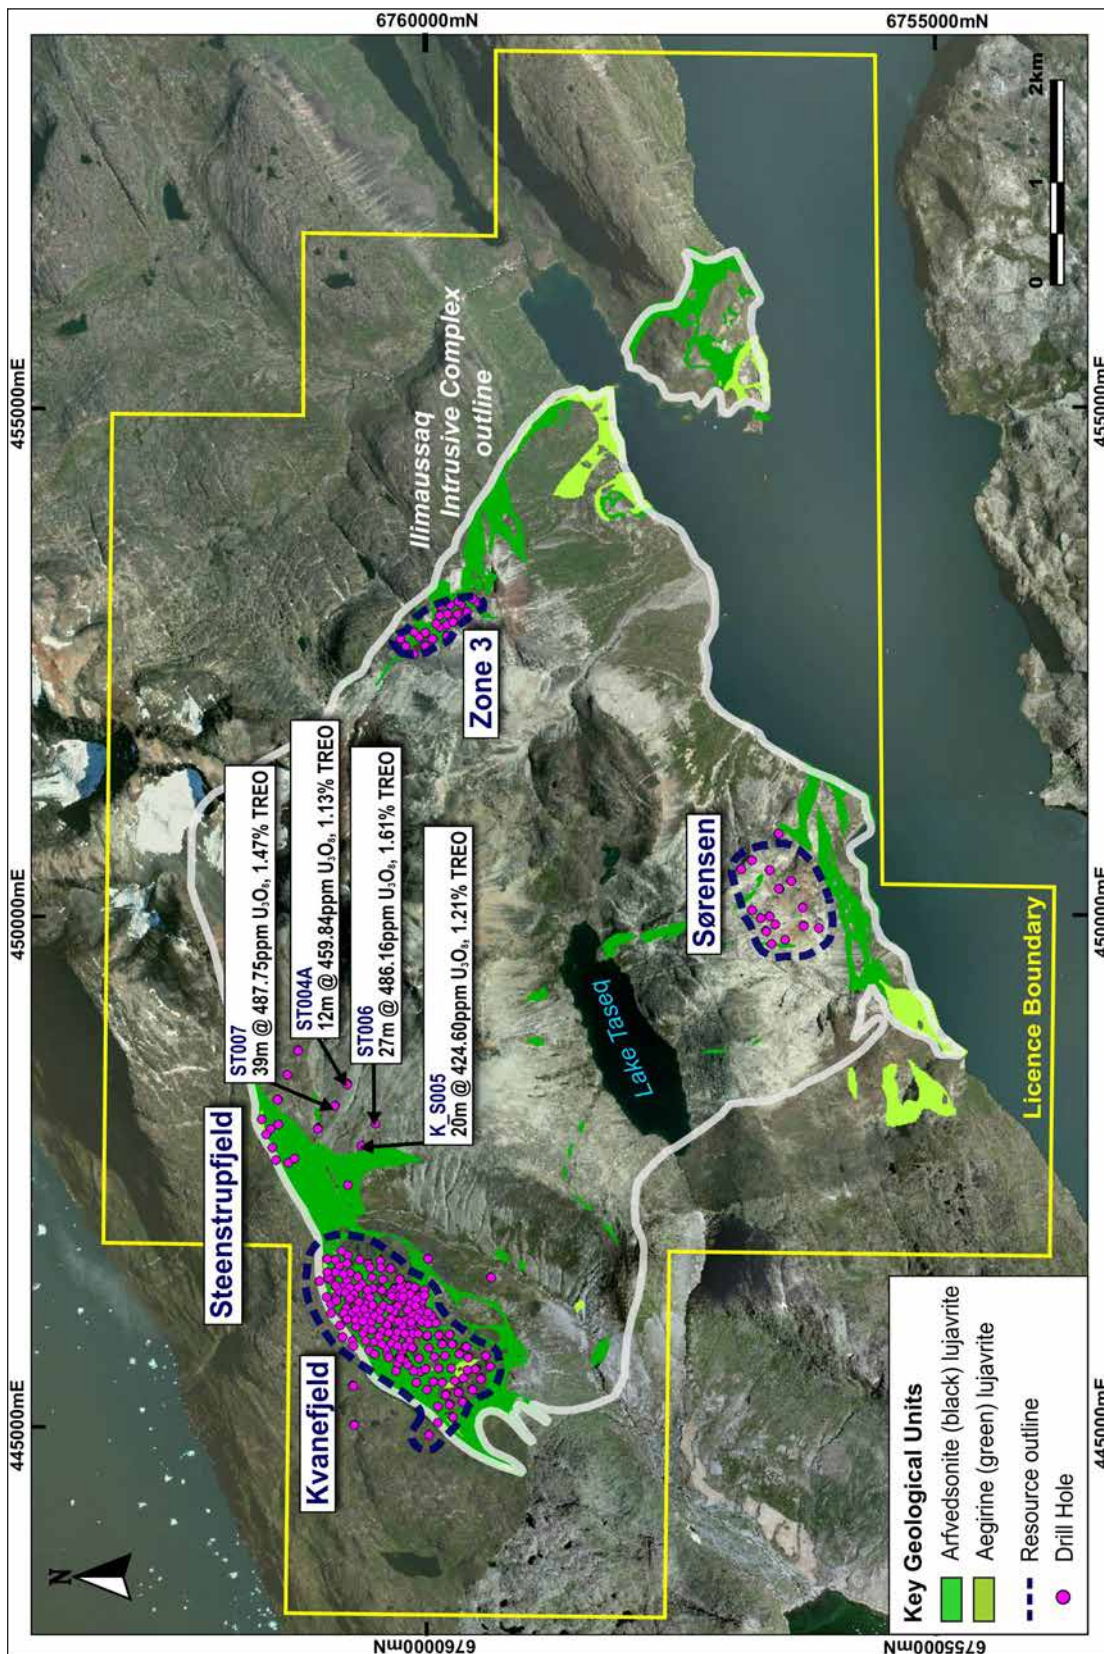 N
445000mE
450000mE
455000mE
6760000mN
6760000mN
6755000mN
6755000mN
445000mE
450000mE
455000mE
Kvanefjeld
Steenstrupfjeld
ST007
39m @ 487.75ppm U₃O₈, 1.47% TREO
ST004A
12m @ 459.84ppm U₃O₈, 1.13% TREO
ST006
27m @ 486.16ppm U₃O₈, 1.61% TREO
K_S005
20m @ 424.60ppm U₃O₈, 1.21% TREO
Ilimaussaq
Intrusive Complex
outline
Zone 3
Lake Taseq
Sørensen
Licence Boundary
Key Geological Units
Arfvedsonite (black) lujavrite
Aegirine (green) lujavrite
Resource outline
Drill Hole
0 1 2km